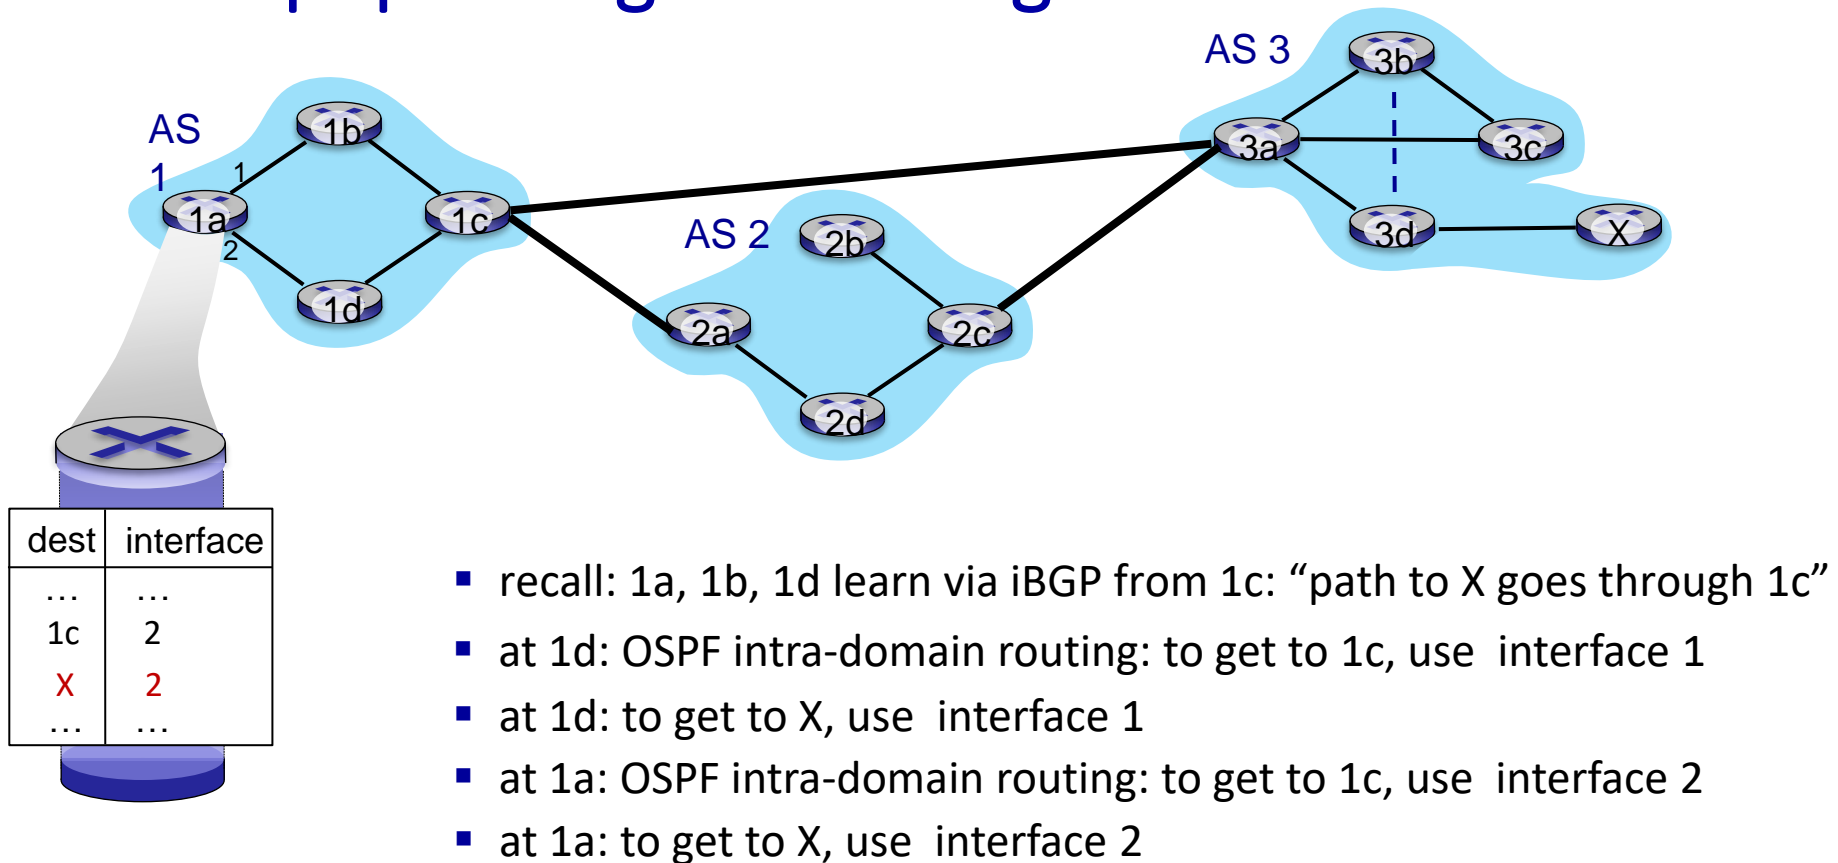 AS 3
3b
AS
1
1b
3a
3c
1
1a
1c
2
AS 2
2b
3d
X
1d
2a
2c
2d
dest interface
… …
1c 2
X 2
… …
▪ recall: 1a, 1b, 1d learn via iBGP from 1c: “path to X goes through 1c”
▪ at 1d: OSPF intra-domain routing: to get to 1c, use interface 1
▪ at 1d: to get to X, use interface 1
▪ at 1a: OSPF intra-domain routing: to get to 1c, use interface 2
▪ at 1a: to get to X, use interface 2